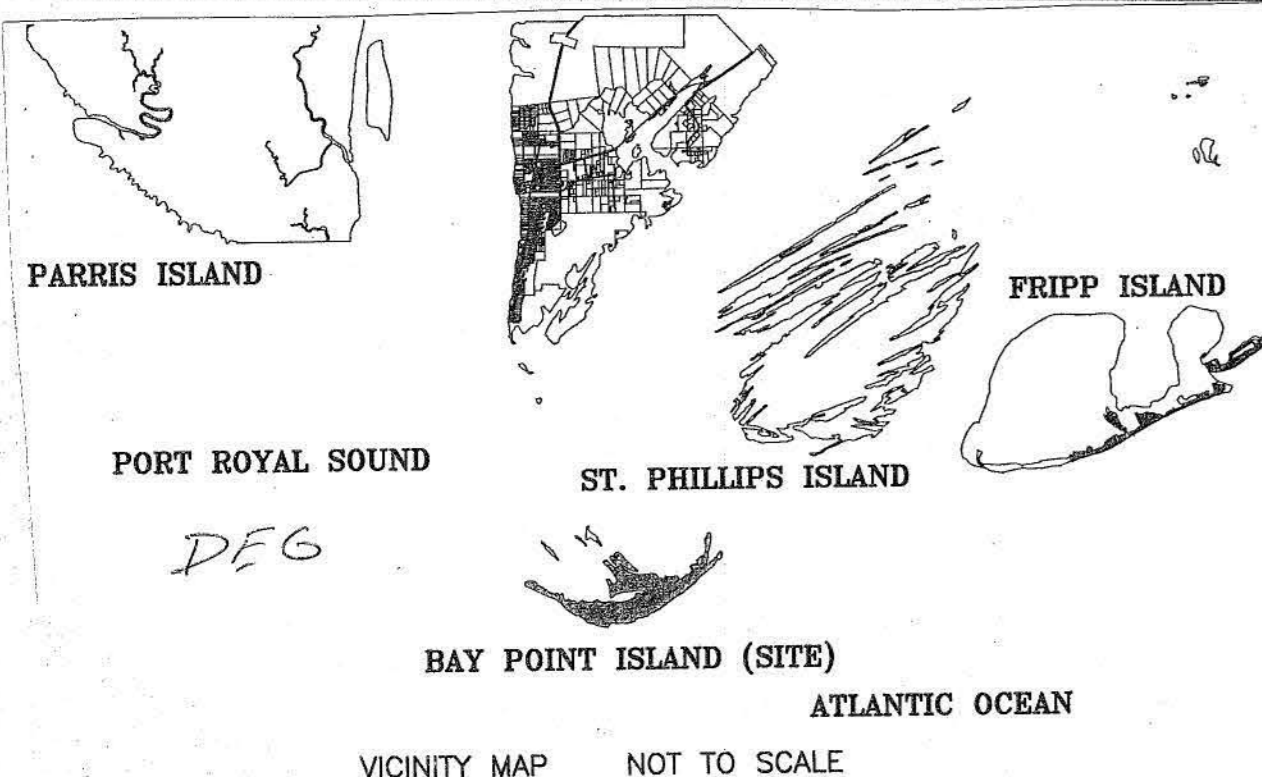 PARRIS ISLAND
FRIPP ISLAND
PORT ROYAL SOUND
ST. PHILLIPS ISLAND
DEG
BAY POINT ISLAND (SITE)
ATLANTIC OCEAN
VICINITY MAP NOT TO SCALE